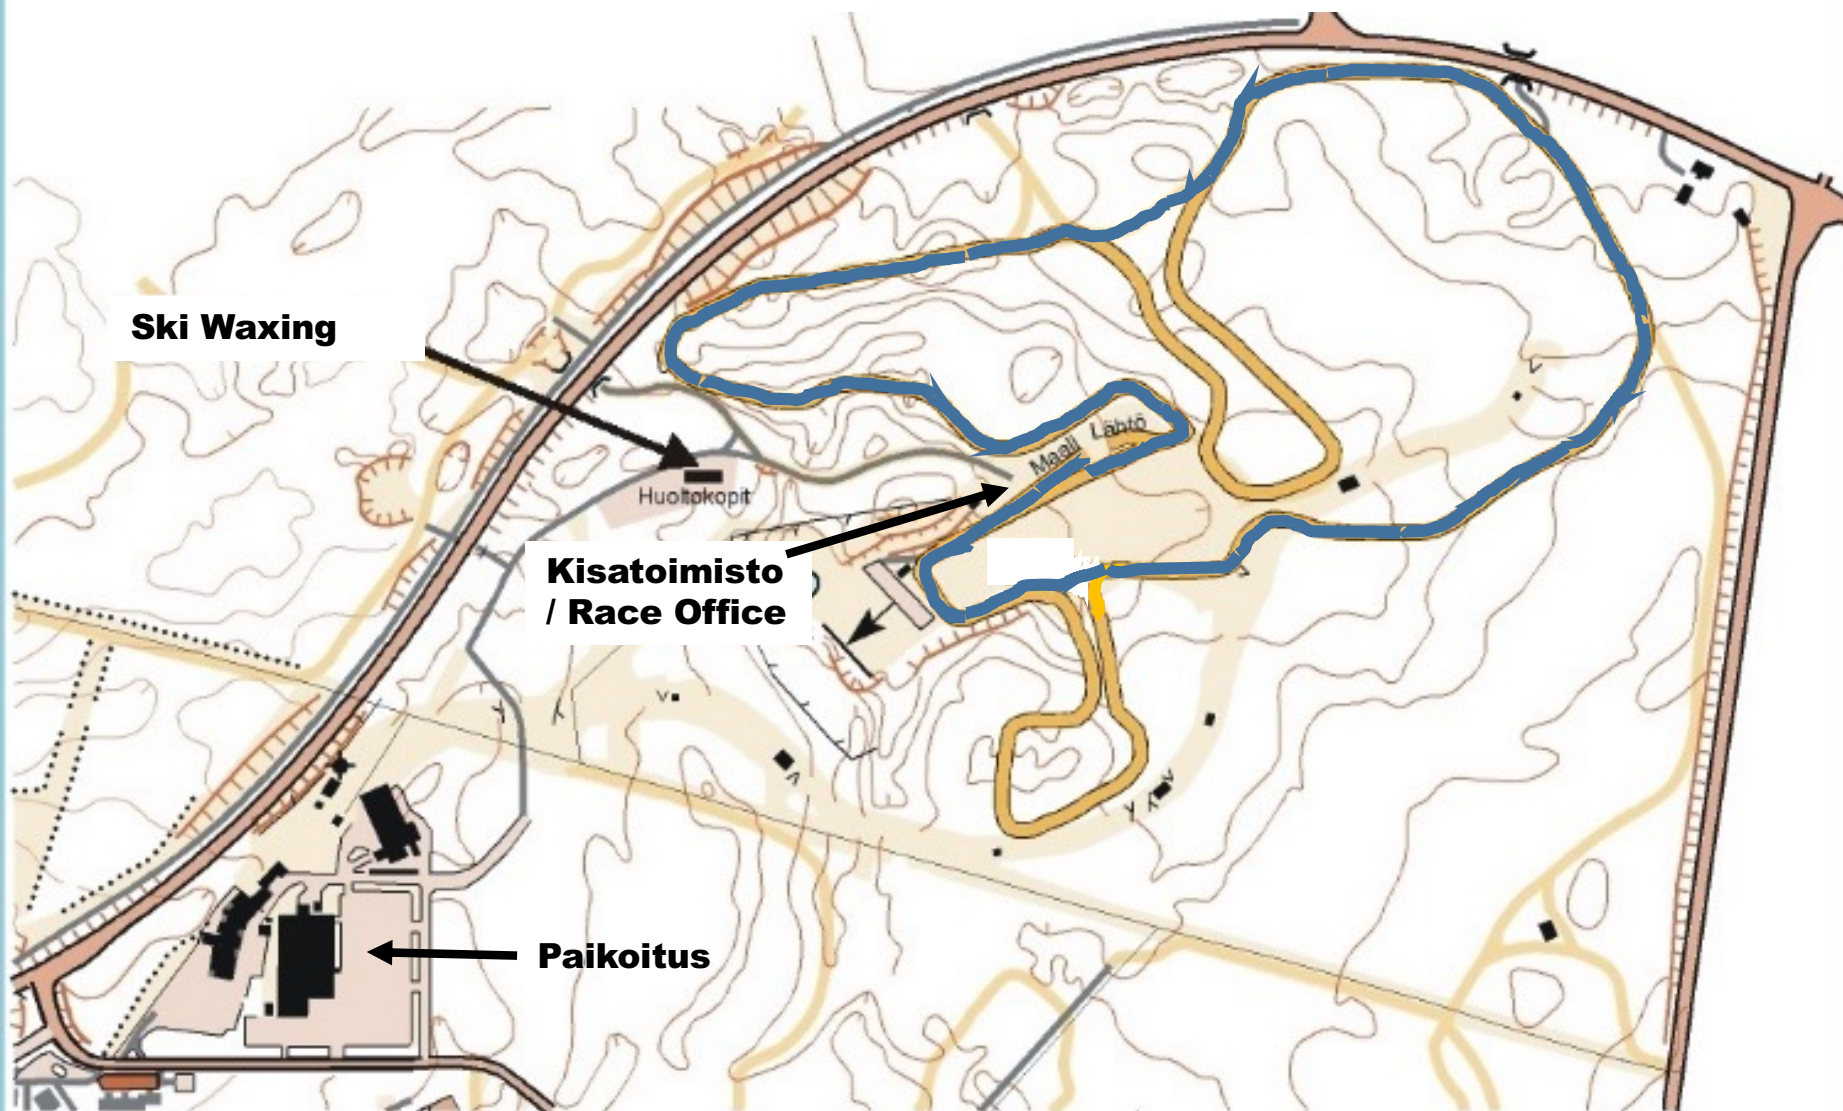 Ski Waxing
Maali Lähtö
Huoltokopit
Kisatoimisto
/ Race Office
Paikoitus